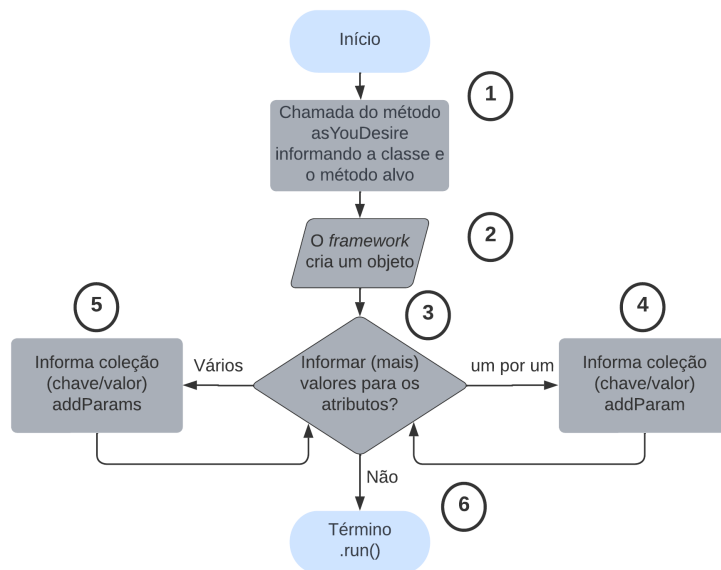 Início
1
Chamada do método
asYouDesire
informando a classe e
o método alvo
2
O framework
cria um objeto
3
Informar (mais)
valores para os
atributos?
Vários
5
Informa coleção
(chave/valor)
addParams
um por um
4
Informa coleção
(chave/valor)
addParam
Não
6
Término
.run()